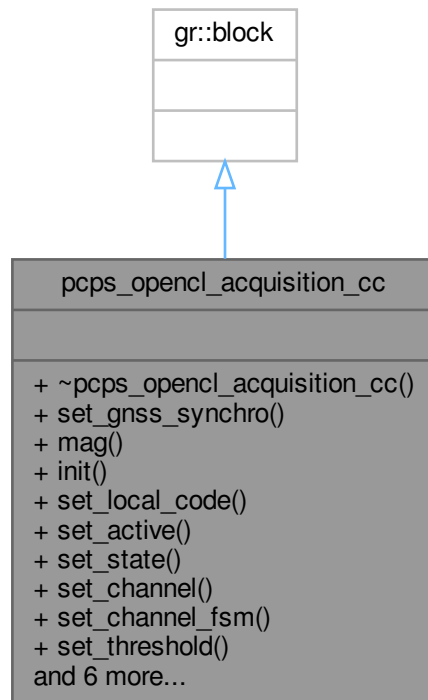 gr::block
pcps_opencl_acquisition_cc
+ ~pcps_opencl_acquisition_cc()
+ set_gnss_synchro()
+ mag()
+ init()
+ set_local_code()
+ set_active()
+ set_state()
+ set_channel()
+ set_channel_fsm()
+ set_threshold()
and 6 more...